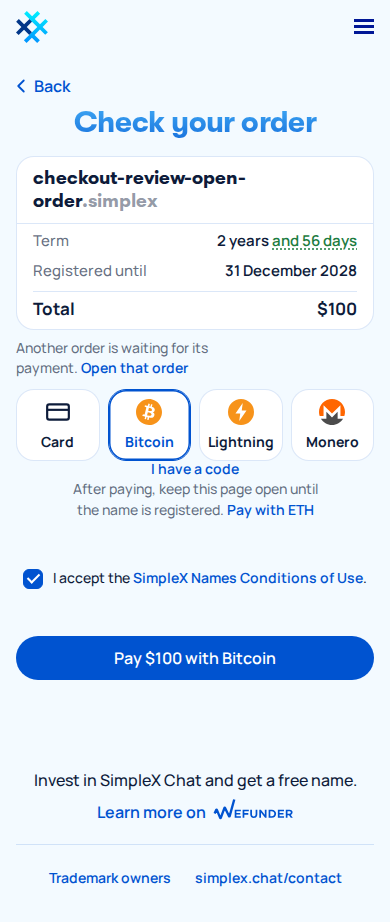 Back
Check your order
checkout-review-open-
order.simplex
Term 2 years and 56 days
Registered until 31 December 2028
Total $100
Another order is waiting for its
payment. Open that order
Card Bitcoin Lightning Monero
I have a code
After paying, keep this page open until
the name is registered. Pay with ETH
I accept the SimpleX Names Conditions of Use.
Pay $100 with Bitcoin
Invest in SimpleX Chat and get a free name.
Learn more on WEFUNDER
Trademark owners simplex.chat/contact